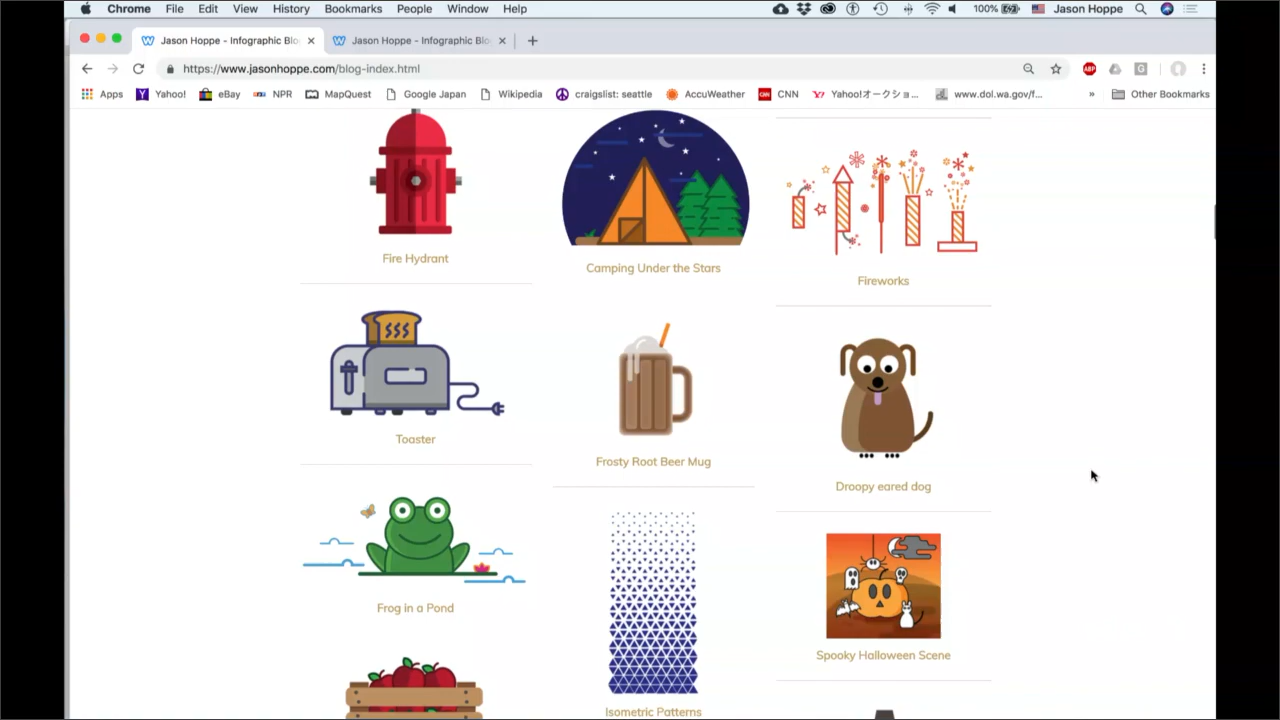 Chrome File Edit View History Bookmarks People Window Help 100% Jason Hoppe
Jason Hoppe - Infographic Blo Jason Hoppe - Infographic Blo
https://www.jasonhoppe.com/blog-index.html
Apps Yahoo! eBay NPR MapQuest Google Japan Wikipedia craigslist: seattle AccuWeather CNN Yahoo!オークショ... www.dol.wa.gov/f... » Other Bookmarks
Fire Hydrant
Camping Under the Stars
Fireworks
Toaster
Frosty Root Beer Mug
Droopy eared dog
Frog in a Pond
Spooky Halloween Scene
Isometric Patterns